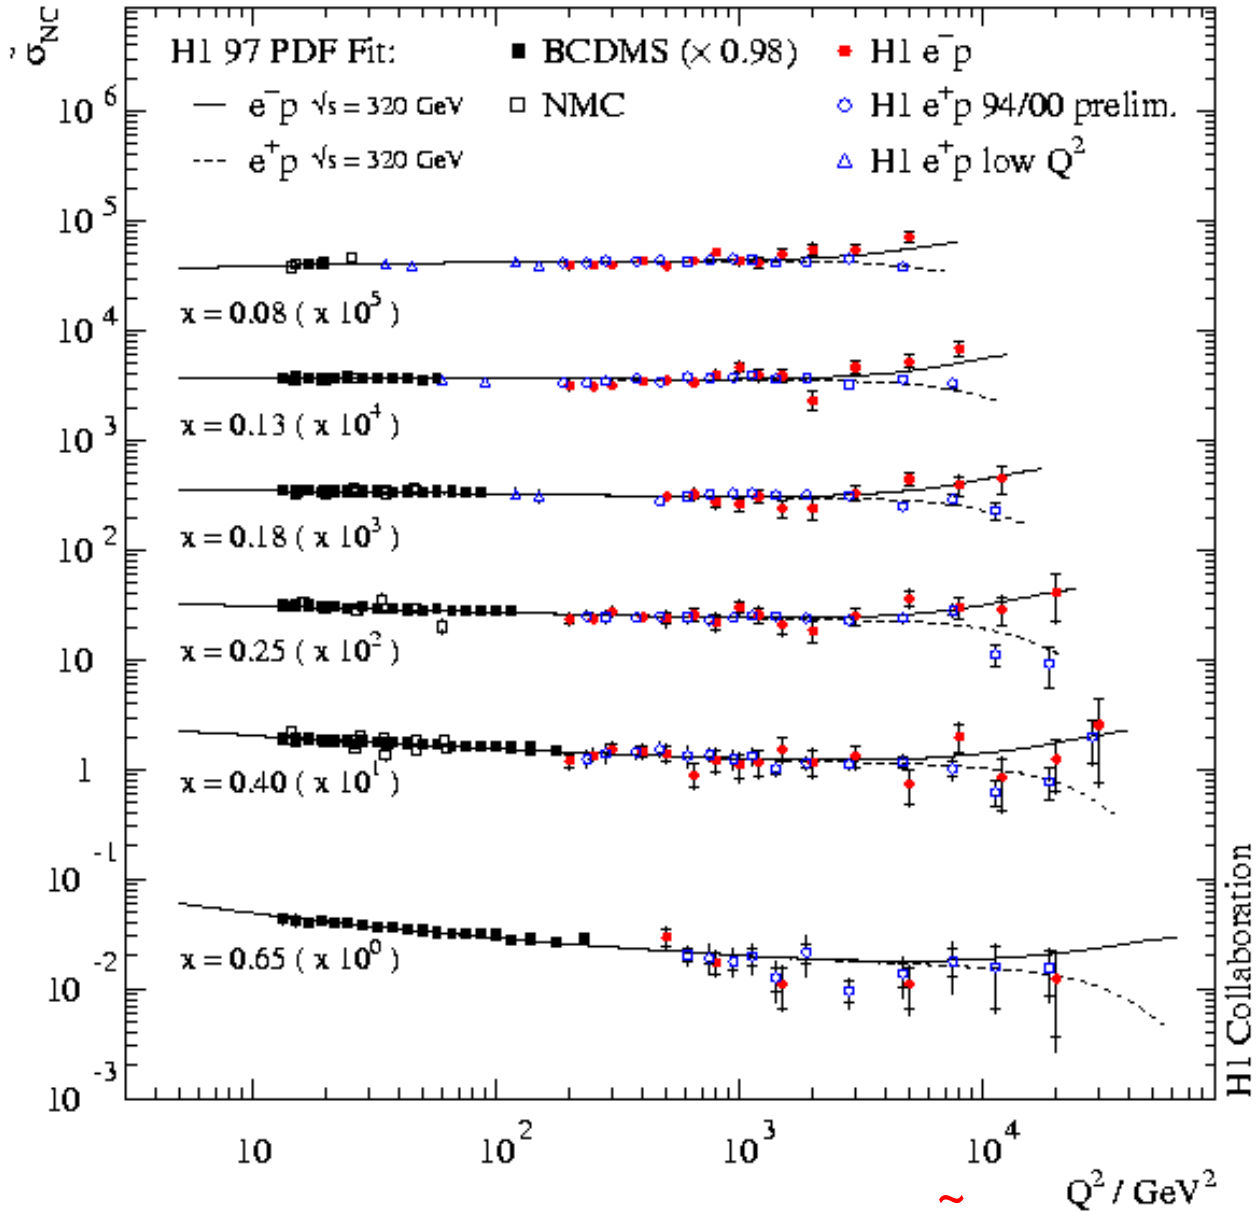 σ̃NC
H1 97 PDF Fit:
e⁻p √s = 320 GeV
e⁺p √s = 320 GeV
BCDMS (× 0.98)
NMC
H1 e⁻p
H1 e⁺p 94/00 prelim.
H1 e⁺p low Q²
10⁶
10⁵
10⁴
10³
10²
10
1
10⁻¹
10⁻²
10⁻³
x = 0.08 ( x 10⁵ )
x = 0.13 ( x 10⁴ )
x = 0.18 ( x 10³ )
x = 0.25 ( x 10² )
x = 0.40 ( x 10¹ )
x = 0.65 ( x 10⁰ )
10
10²
10³
10⁴
~
Q² / GeV²
H1 Collaboration